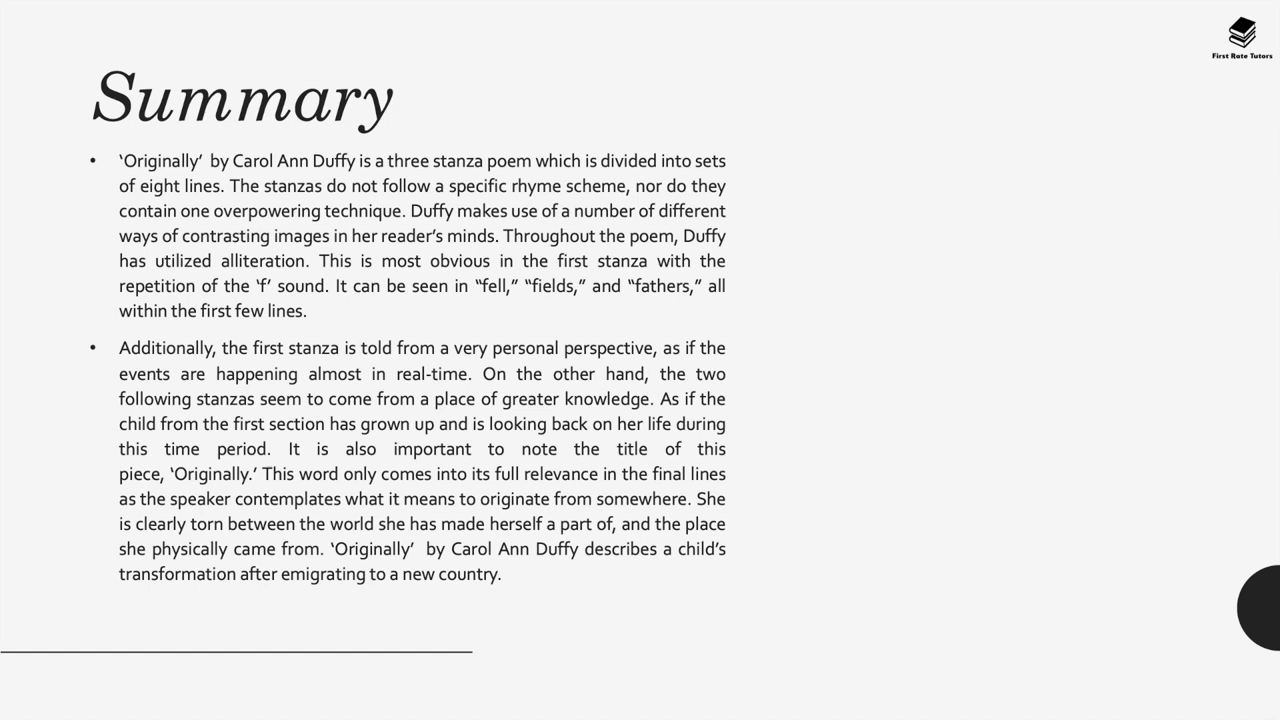 First Rate Tutors
Summary
• ‘Originally’ by Carol Ann Duffy is a three stanza poem which is divided into sets
of eight lines. The stanzas do not follow a specific rhyme scheme, nor do they
contain one overpowering technique. Duffy makes use of a number of different
ways of contrasting images in her reader’s minds. Throughout the poem, Duffy
has utilized alliteration. This is most obvious in the first stanza with the
repetition of the ‘f’ sound. It can be seen in “fell,” “fields,” and “fathers,” all
within the first few lines.
• Additionally, the first stanza is told from a very personal perspective, as if the
events are happening almost in real-time. On the other hand, the two
following stanzas seem to come from a place of greater knowledge. As if the
child from the first section has grown up and is looking back on her life during
this time period. It is also important to note the title of this
piece, ‘Originally.’ This word only comes into its full relevance in the final lines
as the speaker contemplates what it means to originate from somewhere. She
is clearly torn between the world she has made herself a part of, and the place
she physically came from. ‘Originally’ by Carol Ann Duffy describes a child’s
transformation after emigrating to a new country.